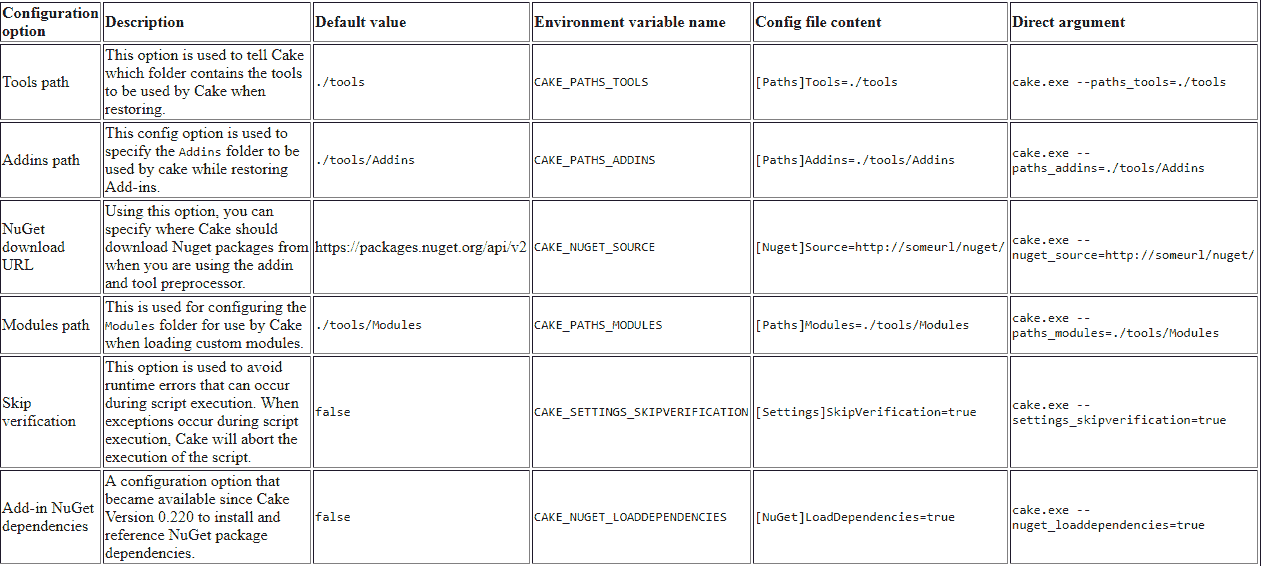 Configuration option
Description
Default value
Environment variable name
Config file content
Direct argument
Tools path
This option is used to tell Cake
which folder contains the tools
to be used by Cake when
restoring.
./tools
CAKE_PATHS_TOOLS
[Paths]Tools=./tools
cake.exe --paths_tools=./tools
Addins path
This config option is used to
specify the Addins folder to be
used by cake while restoring
Add-ins.
./tools/Addins
CAKE_PATHS_ADDINS
[Paths]Addins=./tools/Addins
cake.exe --
paths_addins=./tools/Addins
NuGet
download
URL
Using this option, you can
specify where Cake should
download Nuget packages from
when you are using the addin
and tool preprocessor.
https://packages.nuget.org/api/v2
CAKE_NUGET_SOURCE
[Nuget]Source=http://someurl/nuget/
cake.exe --
nuget_source=http://someurl/nuget/
Modules path
This is used for configuring the
Modules folder for use by Cake
when loading custom modules.
./tools/Modules
CAKE_PATHS_MODULES
[Paths]Modules=./tools/Modules
cake.exe --
paths_modules=./tools/Modules
Skip
verification
This option is used to avoid
runtime errors that can occur
during script execution. When
exceptions occur during script
execution, Cake will abort the
execution of the script.
false
CAKE_SETTINGS_SKIPVERIFICATION
[Settings]SkipVerification=true
cake.exe --
settings_skipverification=true
Add-in NuGet
dependencies
A configuration option that
became available since Cake
Version 0.220 to install and
reference NuGet package
dependencies.
false
CAKE_NUGET_LOADDEPENDENCIES
[NuGet]LoadDependencies=true
cake.exe --
nuget_loaddependencies=true